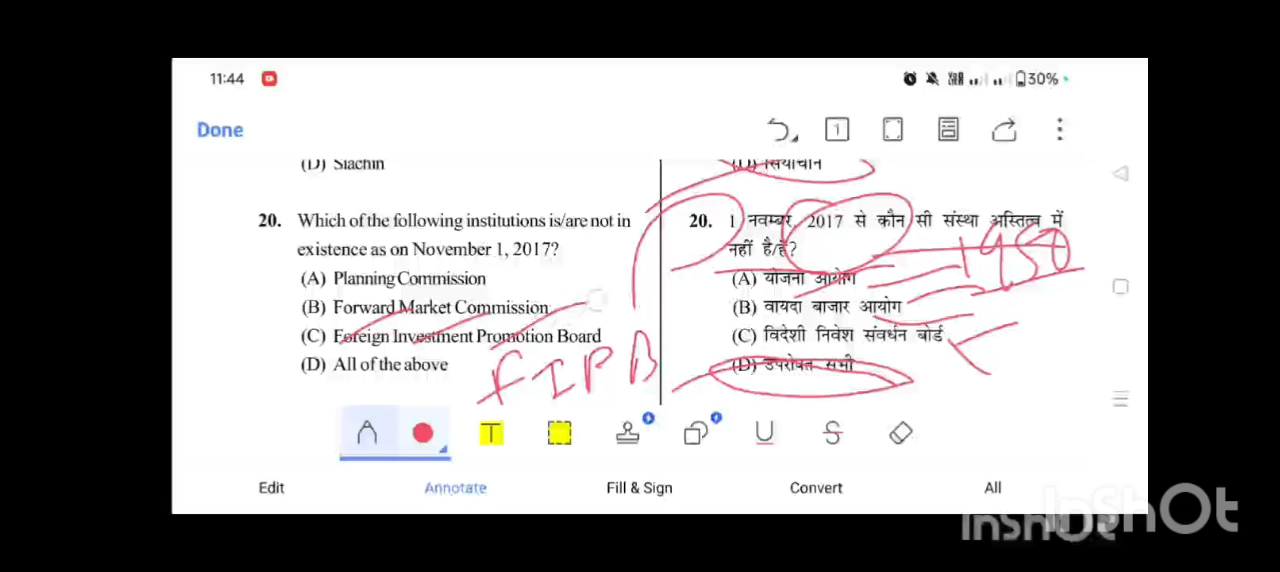 11:44
30%
Done
1
(D) Siachin
20. Which of the following institutions is/are not in
existence as on November 1, 2017?
(A) Planning Commission
(B) Forward Market Commission
(C) Foreign Investment Promotion Board
(D) All of the above
(D) सियाचीन
20. 1 नवम्बर, 2017 से कौन सी संस्था अस्तित्व में
नहीं है/हैं?
(A) योजना आयोग
(B) वायदा बाजार आयोग
(C) विदेशी निवेश संवर्धन बोर्ड
(D) उपरोक्त सभी
1950
FIPB
T
U
S
Edit
Annotate
Fill & Sign
Convert
All
InShOt
InShOt